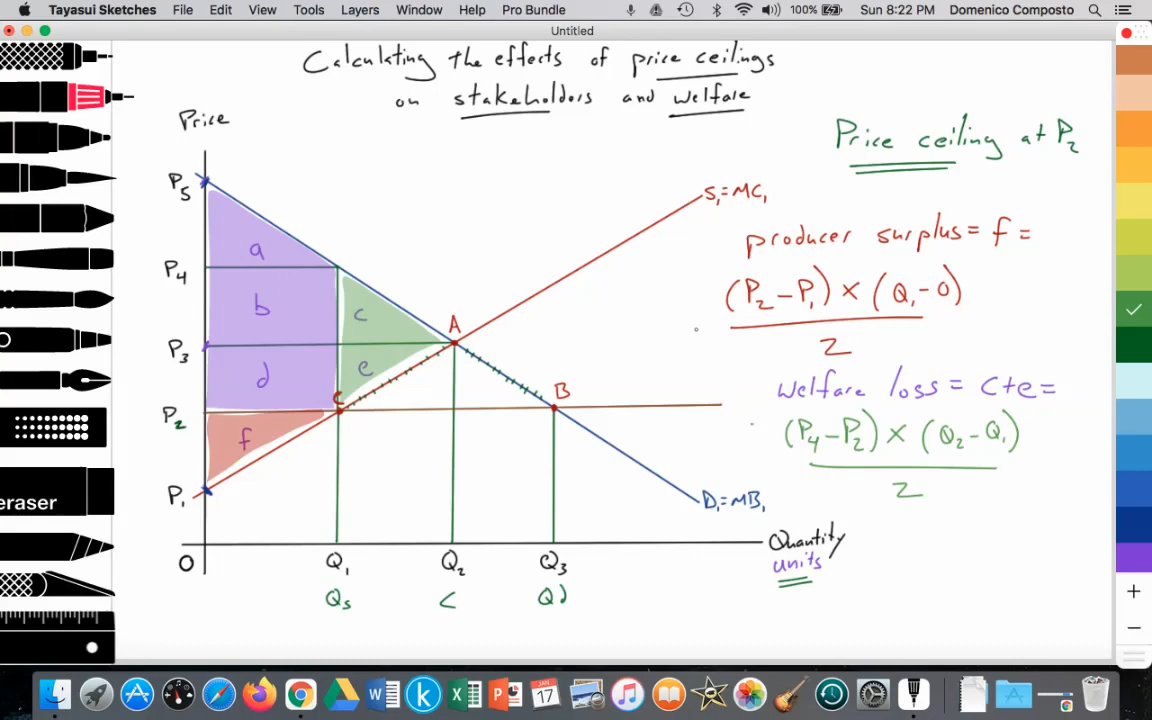 Tayasui Sketches File Edit View Tools Layers Window Help Pro Bundle 100% Sun 8:22 PM Domenico Composto
Untitled
Calculating the effects of price ceilings
on stakeholders and welfare
Price
Price ceiling at P2
P5
S1=MC1
a
producer surplus = f =
P4
(P2-P1) × (Q1-0)
b
c
2
A
P3
e
d
welfare loss = c+e=
C
B
P2
(P4-P2) × (Q2-Q1)
f
2
P1
D1=MB1
eraser
Quantity
units
0
Q1 Q2 Q3
Qs < Qd
JAN
17